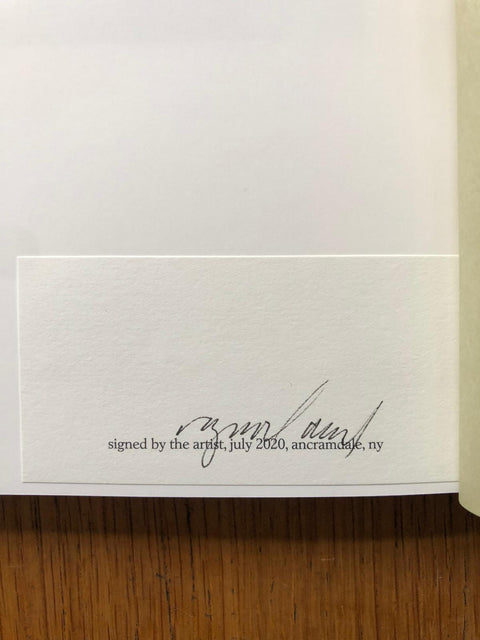 signed by the artist, july 2020, ancramdale, ny